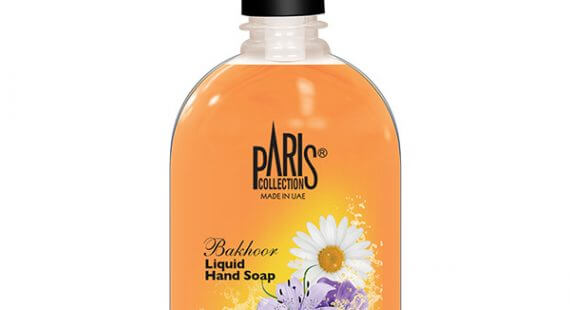 PARIS®
COLLECTION
MADE IN UAE
Bakhoor
Liquid
Hand Soap